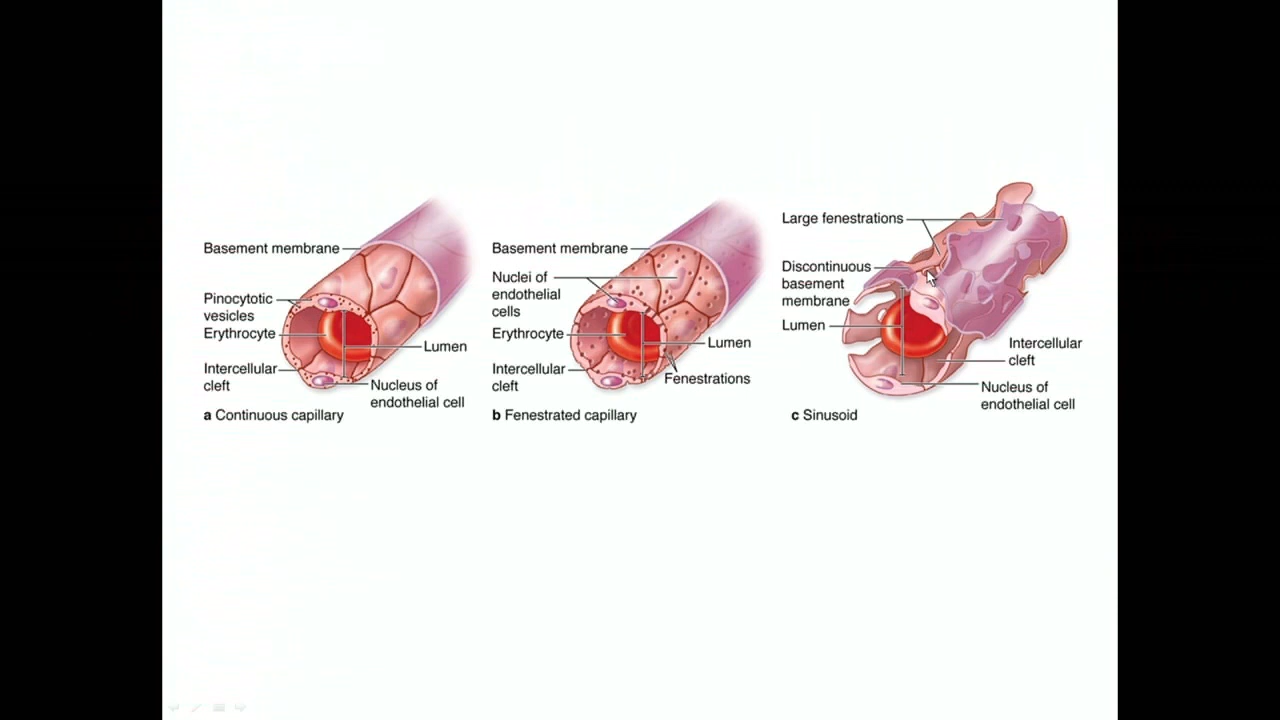 Basement membrane
Pinocytotic
vesicles
Erythrocyte
Intercellular
cleft
Lumen
Nucleus of
endothelial cell
a Continuous capillary
Basement membrane
Nuclei of
endothelial
cells
Erythrocyte
Intercellular
cleft
Lumen
Fenestrations
b Fenestrated capillary
Large fenestrations
Discontinuous
basement
membrane
Lumen
Intercellular
cleft
Nucleus of
endothelial cell
c Sinusoid